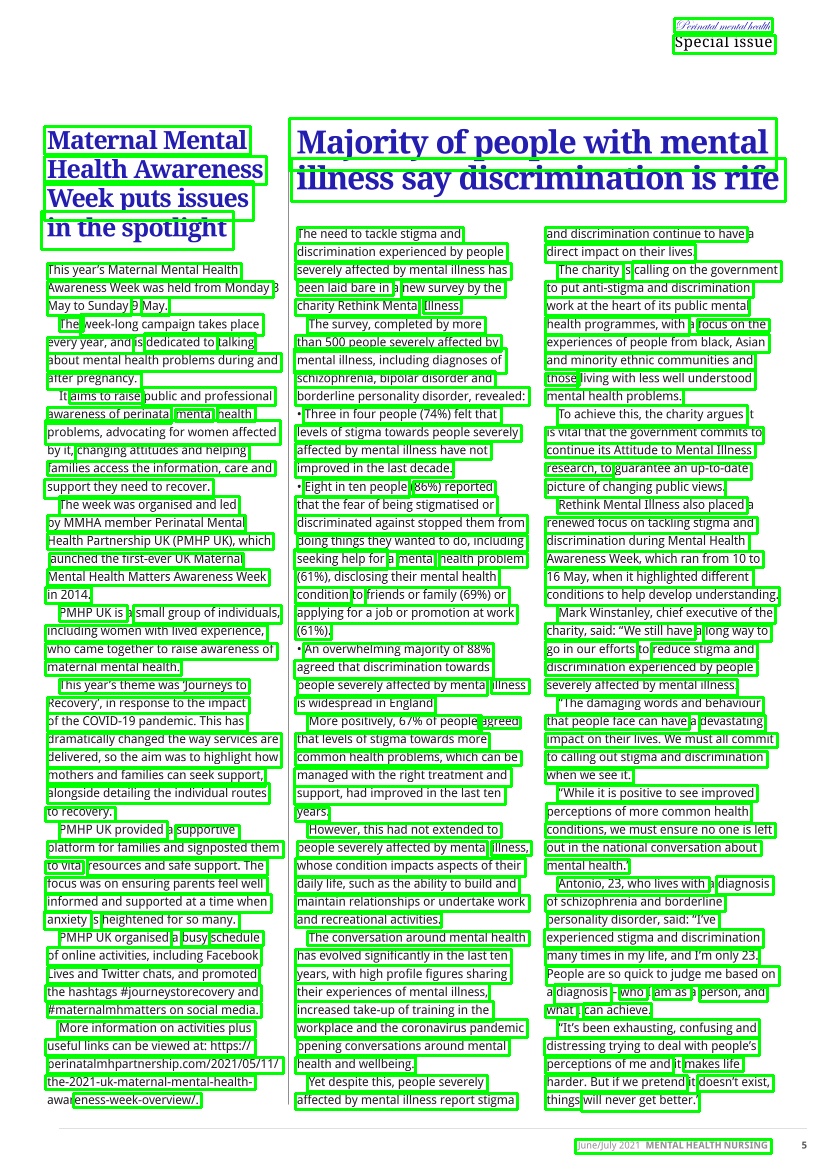 Perinatal mental health
Special issue
Maternal Mental
Health Awareness
Week puts issues
in the spotlight
This year's Maternal Mental Health
Awareness Week was held from Monday 3
May to Sunday 9 May.
The week-long campaign takes place
every year, and is dedicated to talking
about mental health problems during and
after pregnancy.
It aims to raise public and professional
awareness of perinatal mental health
problems, advocating for women affected
by it, changing attitudes and helping
families access the information, care and
support they need to recover.
The week was organised and led
by MMHA member Perinatal Mental
Health Partnership UK (PMHP UK), which
launched the first-ever UK Maternal
Mental Health Matters Awareness Week
in 2014.
PMHP UK is a small group of individuals,
including women with lived experience,
who came together to raise awareness of
maternal mental health.
This year's theme was 'Journeys to
Recovery', in response to the impact
of the COVID-19 pandemic. This has
dramatically changed the way services are
delivered, so the aim was to highlight how
mothers and families can seek support,
alongside detailing the individual routes
to recovery.
PMHP UK provided a supportive
platform for families and signposted them
to vital resources and safe support. The
focus was on ensuring parents feel well
informed and supported at a time when
anxiety is heightened for so many.
PMHP UK organised a busy schedule
of online activities, including Facebook
Lives and Twitter chats, and promoted
the hashtags #journeystorecovery and
#maternalmhmatters on social media.
More information on activities plus
useful links can be viewed at: https://
perinatalmhpartnership.com/2021/05/11/
the-2021-uk-maternal-mental-health-
awareness-week-overview/.
Majority of people with mental
illness say discrimination is rife
The need to tackle stigma and
discrimination experienced by people
severely affected by mental illness has
been laid bare in a new survey by the
charity Rethink Mental Illness.
The survey, completed by more
than 500 people severely affected by
mental illness, including diagnoses of
schizophrenia, bipolar disorder and
borderline personality disorder, revealed:
• Three in four people (74%) felt that
levels of stigma towards people severely
affected by mental illness have not
improved in the last decade.
• Eight in ten people (86%) reported
that the fear of being stigmatised or
discriminated against stopped them from
doing things they wanted to do, including
seeking help for a mental health problem
(61%), disclosing their mental health
condition to friends or family (69%) or
applying for a job or promotion at work
(61%).
• An overwhelming majority of 88%
agreed that discrimination towards
people severely affected by mental illness
is widespread in England.
More positively, 67% of people agreed
that levels of stigma towards more
common health problems, which can be
managed with the right treatment and
support, had improved in the last ten
years.
However, this had not extended to
people severely affected by mental illness,
whose condition impacts aspects of their
daily life, such as the ability to build and
maintain relationships or undertake work
and recreational activities.
The conversation around mental health
has evolved significantly in the last ten
years, with high profile figures sharing
their experiences of mental illness,
increased take-up of training in the
workplace and the coronavirus pandemic
opening conversations around mental
health and wellbeing.
Yet despite this, people severely
affected by mental illness report stigma
and discrimination continue to have a
direct impact on their lives.
The charity is calling on the government
to put anti-stigma and discrimination
work at the heart of its public mental
health programmes, with a focus on the
experiences of people from black, Asian
and minority ethnic communities and
those living with less well understood
mental health problems.
To achieve this, the charity argues it
is vital that the government commits to
continue its Attitude to Mental Illness
research, to guarantee an up-to-date
picture of changing public views.
Rethink Mental Illness also placed a
renewed focus on tackling stigma and
discrimination during Mental Health
Awareness Week, which ran from 10 to
16 May, when it highlighted different
conditions to help develop understanding.
Mark Winstanley, chief executive of the
charity, said: "We still have a long way to
go in our efforts to reduce stigma and
discrimination experienced by people
severely affected by mental illness.
"The damaging words and behaviour
that people face can have a devastating
impact on their lives. We must all commit
to calling out stigma and discrimination
when we see it.
"While it is positive to see improved
perceptions of more common health
conditions, we must ensure no one is left
out in the national conversation about
mental health."
Antonio, 23, who lives with a diagnosis
of schizophrenia and borderline
personality disorder, said: "I've
experienced stigma and discrimination
many times in my life, and I'm only 23.
People are so quick to judge me based on
a diagnosis – who I am as a person, and
what I can achieve.
"It's been exhausting, confusing and
distressing trying to deal with people's
perceptions of me and it makes life
harder. But if we pretend it doesn't exist,
things will never get better."
June/July 2021 MENTAL HEALTH NURSING 5